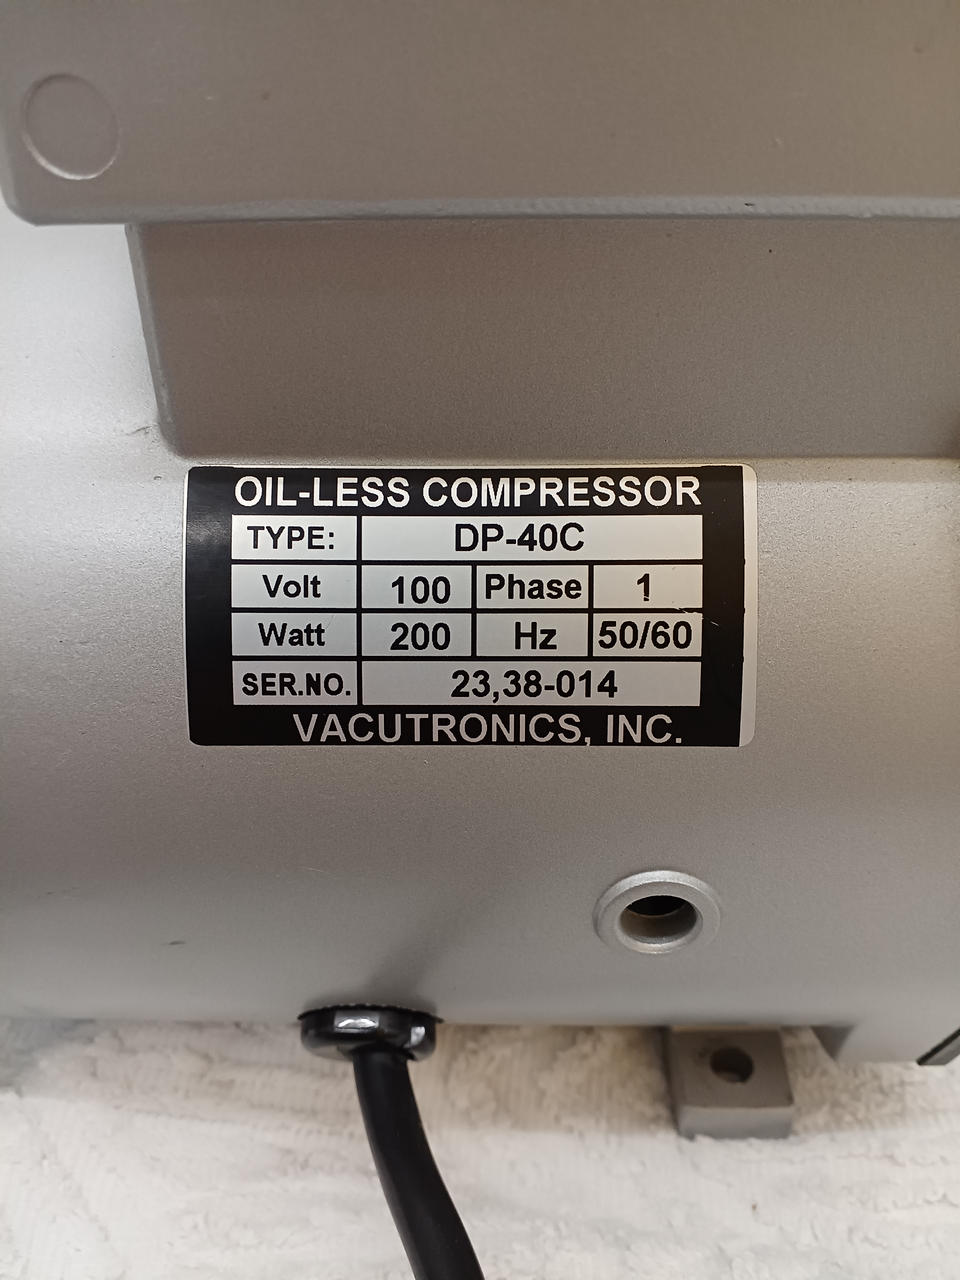 OIL-LESS COMPRESSOR
TYPE: DP-40C
Volt 100 Phase 1
Watt 200 Hz 50/60
SER.NO. 23,38-014
VACUTRONICS, INC.